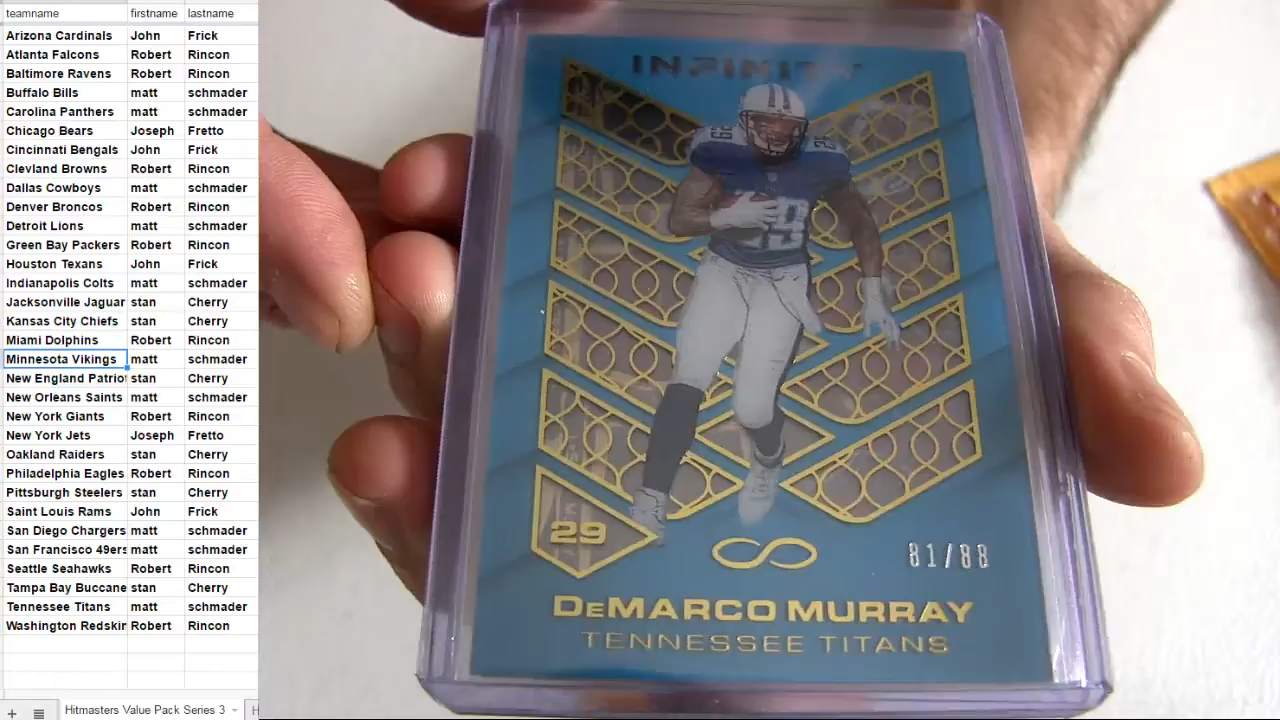 teamname firstname lastname
Arizona Cardinals John Frick
Atlanta Falcons Robert Rincon
Baltimore Ravens Robert Rincon
Buffalo Bills matt schmader
Carolina Panthers matt schmader
Chicago Bears Joseph Fretto
Cincinnati Bengals John Frick
Clevland Browns Robert Rincon
Dallas Cowboys matt schmader
Denver Broncos Robert Rincon
Detroit Lions matt schmader
Green Bay Packers Robert Rincon
Houston Texans John Frick
Indianapolis Colts matt schmader
Jacksonville Jaguar stan Cherry
Kansas City Chiefs stan Cherry
Miami Dolphins Robert Rincon
Minnesota Vikings matt schmader
New England Patriot stan Cherry
New Orleans Saints matt schmader
New York Giants Robert Rincon
New York Jets Joseph Fretto
Oakland Raiders stan Cherry
Philadelphia Eagles Robert Rincon
Pittsburgh Steelers stan Cherry
Saint Louis Rams John Frick
San Diego Chargers matt schmader
San Francisco 49ers matt schmader
Seattle Seahawks Robert Rincon
Tampa Bay Buccane stan Cherry
Tennessee Titans matt schmader
Washington Redskin Robert Rincon
Hitmasters Value Pack Series 3 H
INFINITY
29
29
81/88
DEMARCO MURRAY
TENNESSEE TITANS